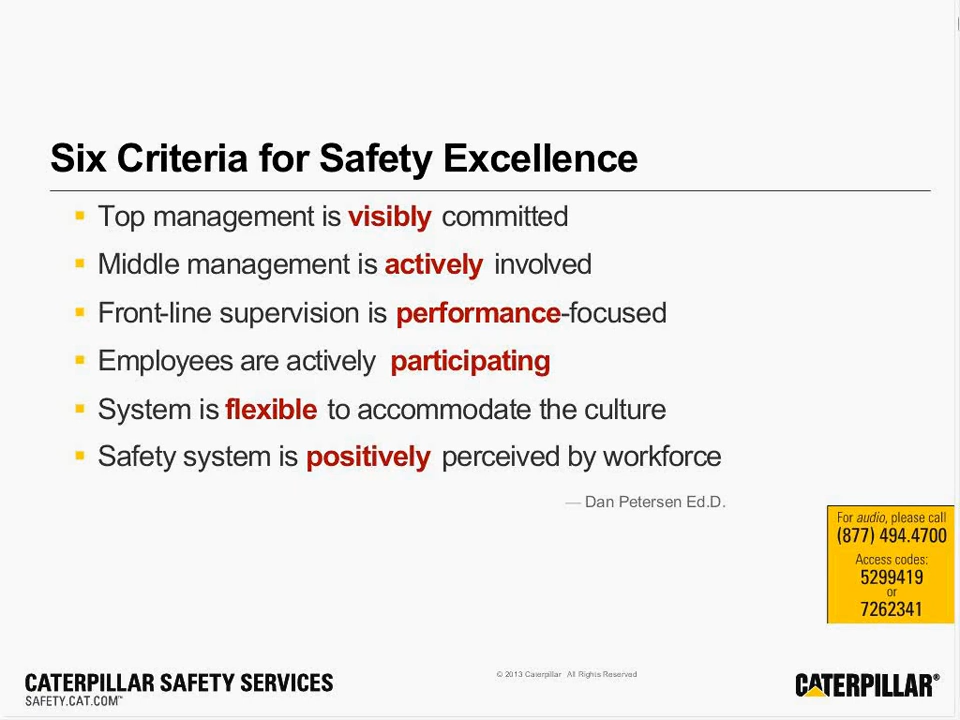 Six Criteria for Safety Excellence
Top management is visibly committed
Middle management is actively involved
Front-line supervision is performance-focused
Employees are actively participating
System is flexible to accommodate the culture
Safety system is positively perceived by workforce
— Dan Petersen Ed.D.
For audio, please call
(877) 494.4700
Access codes:
5299419
or
7262341
CATERPILLAR SAFETY SERVICES
SAFETY.CAT.COM™
© 2013 Caterpillar All Rights Reserved
CATERPILLAR®